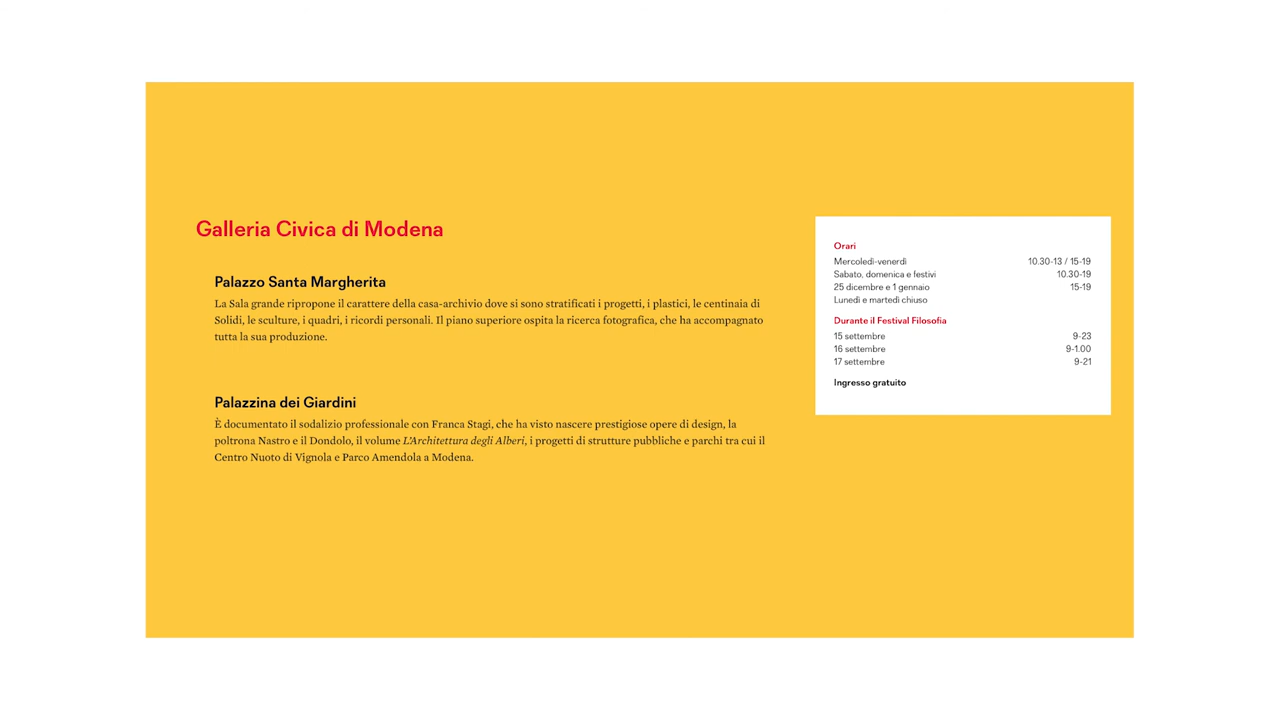 Galleria Civica di Modena
Palazzo Santa Margherita
La Sala grande ripropone il carattere della casa-archivio dove si sono stratificati i progetti, i plastici, le centinaia di
Solidi, le sculture, i quadri, i ricordi personali. Il piano superiore ospita la ricerca fotografica, che ha accompagnato
tutta la sua produzione.
Palazzina dei Giardini
È documentato il sodalizio professionale con Franca Stagi, che ha visto nascere prestigiose opere di design, la
poltrona Nastro e il Dondolo, il volume L'Architettura degli Alberi, i progetti di strutture pubbliche e parchi tra cui il
Centro Nuoto di Vignola e Parco Amendola a Modena.
Orari
Mercoledì-venerdì 10.30-13 / 15-19
Sabato, domenica e festivi 10.30-19
25 dicembre e 1 gennaio 15-19
Lunedì e martedì chiuso
Durante il Festival Filosofia
15 settembre 9-23
16 settembre 9-1.00
17 settembre 9-21
Ingresso gratuito